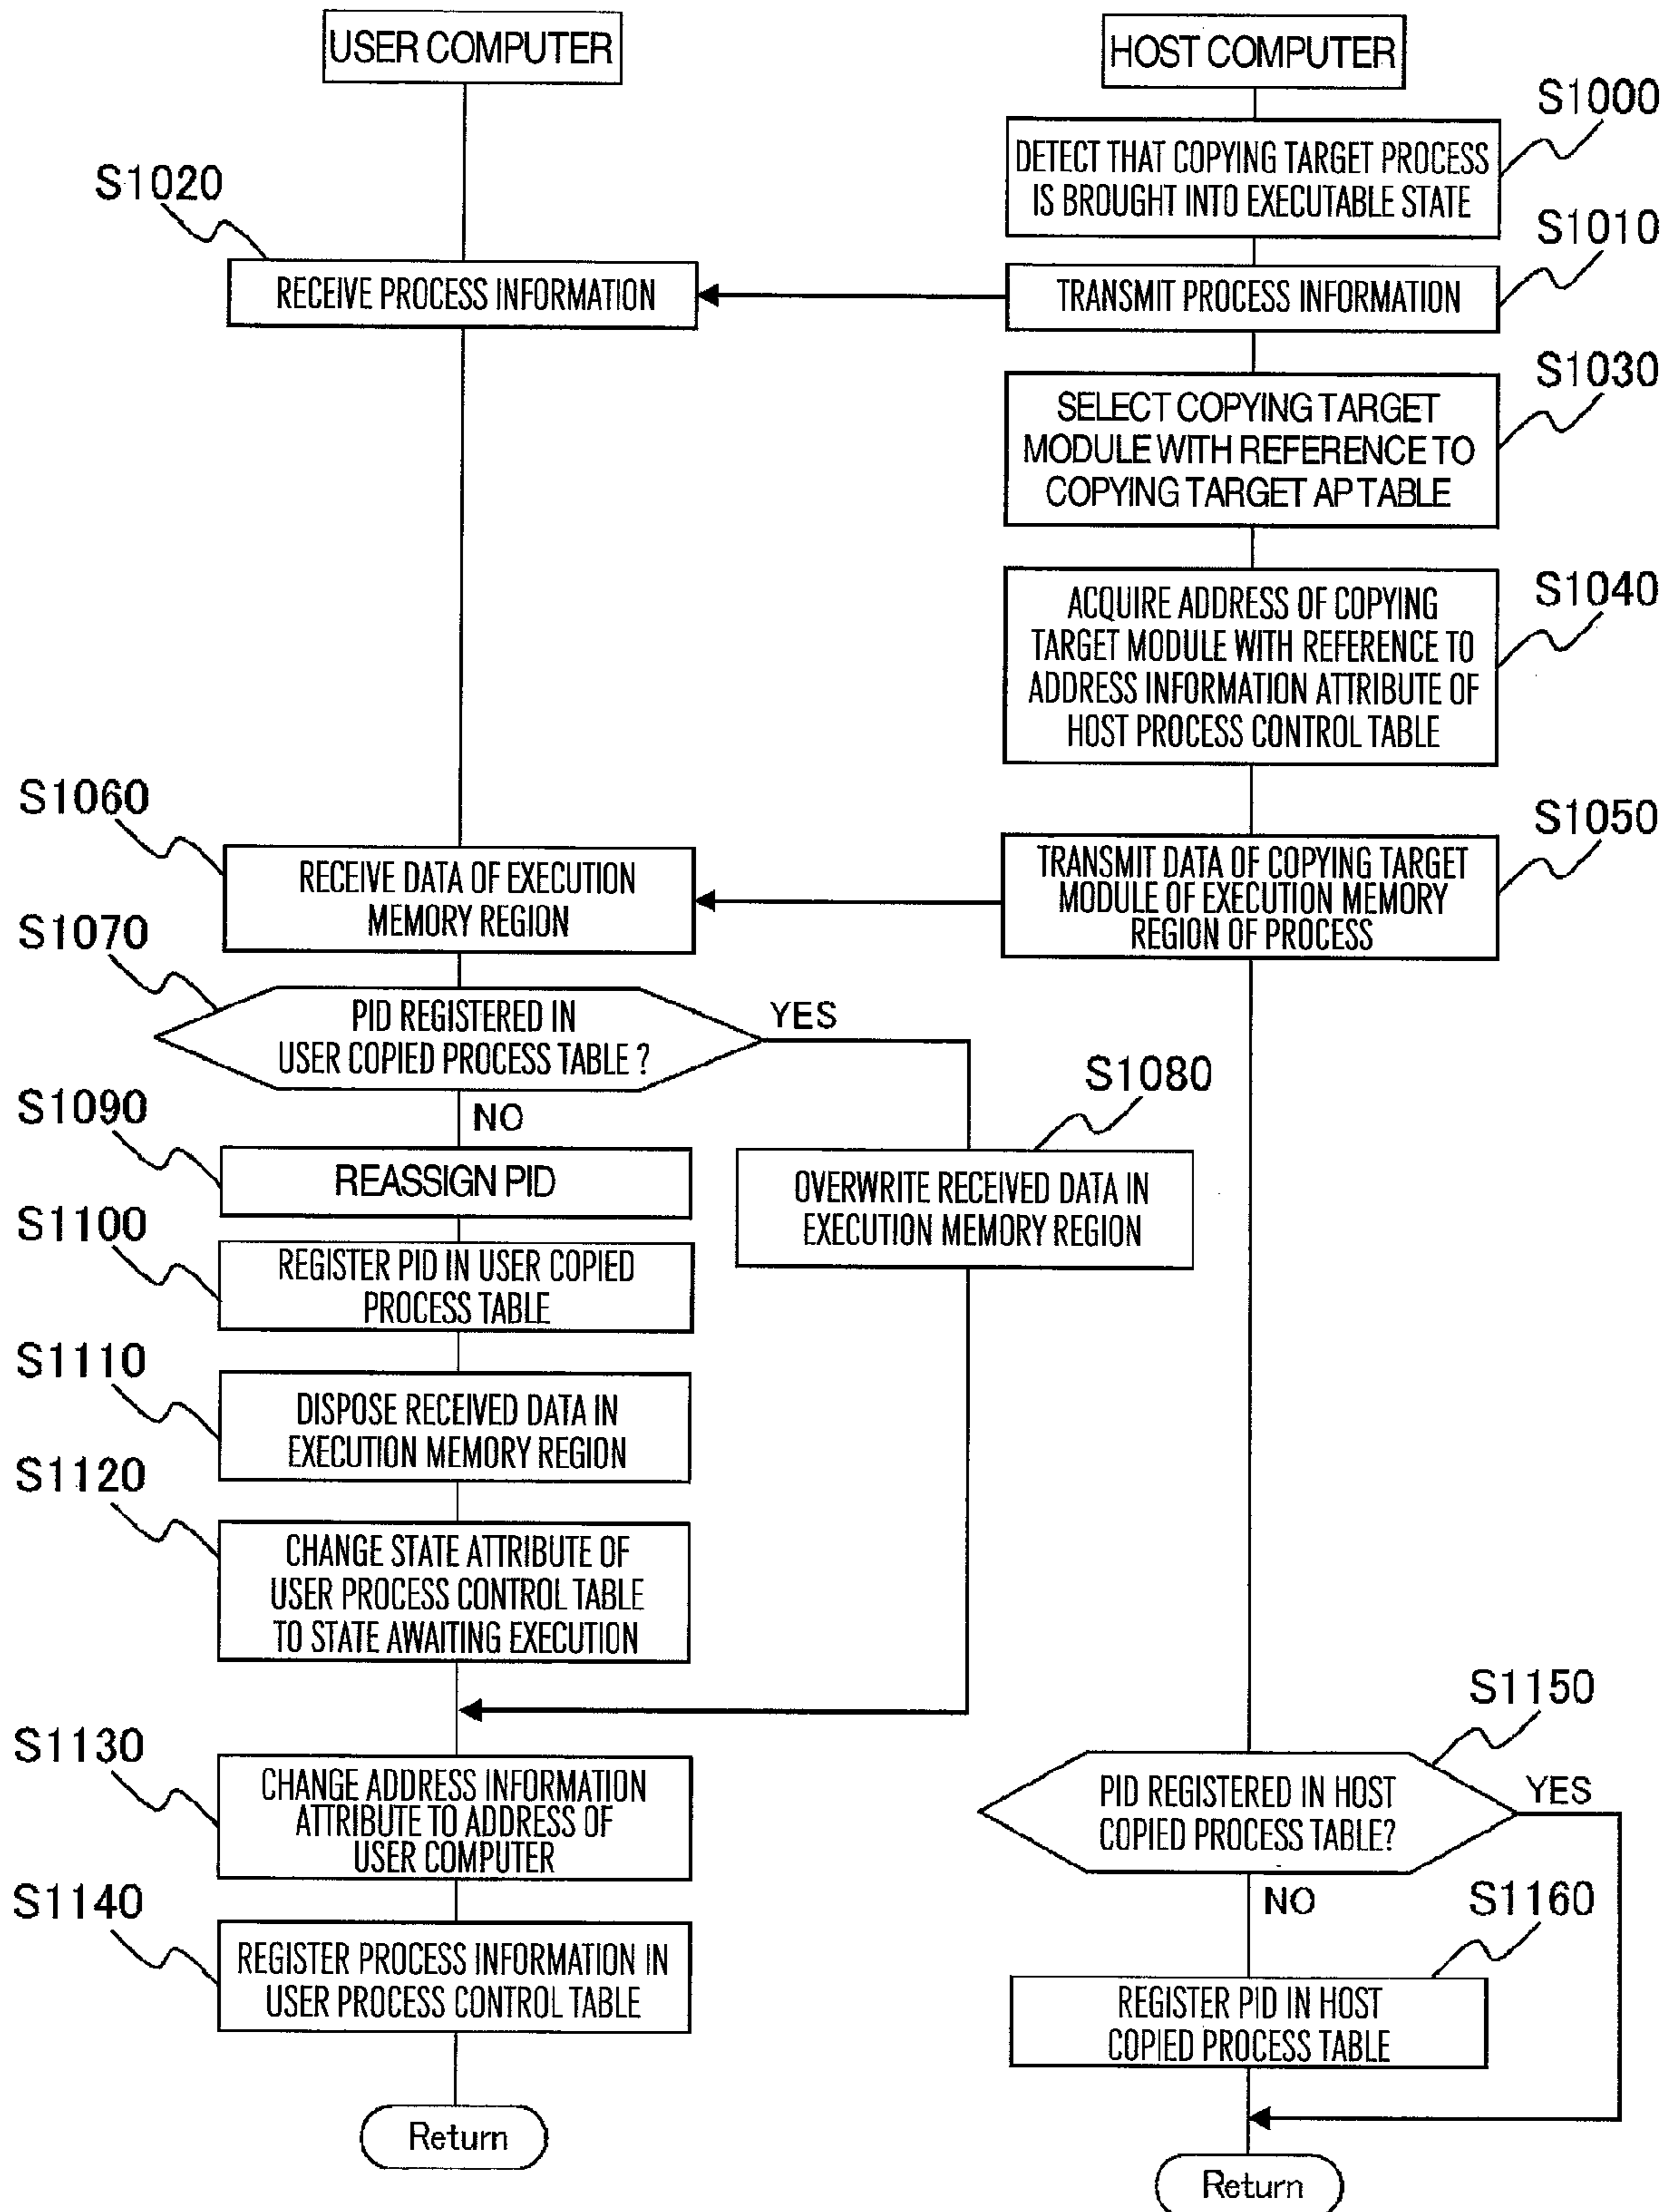 USER COMPUTER
HOST COMPUTER
S1000
DETECT THAT COPYING TARGET PROCESS
IS BROUGHT INTO EXECUTABLE STATE
S1020
S1010
RECEIVE PROCESS INFORMATION
TRANSMIT PROCESS INFORMATION
S1030
SELECT COPYING TARGET
MODULE WITH REFERENCE TO
COPYING TARGET AP TABLE
S1040
ACQUIRE ADDRESS OF COPYING
TARGET MODULE WITH REFERENCE TO
ADDRESS INFORMATION ATTRIBUTE OF
HOST PROCESS CONTROL TABLE
S1060
S1050
RECEIVE DATA OF EXECUTION
MEMORY REGION
TRANSMIT DATA OF COPYING TARGET
MODULE OF EXECUTION MEMORY
REGION OF PROCESS
S1070
PID REGISTERED IN
USER COPIED PROCESS TABLE ?
YES
NO
S1080
OVERWRITE RECEIVED DATA IN
EXECUTION MEMORY REGION
S1090
REASSIGN PID
S1100
REGISTER PID IN USER COPIED
PROCESS TABLE
S1110
DISPOSE RECEIVED DATA IN
EXECUTION MEMORY REGION
S1120
CHANGE STATE ATTRIBUTE OF
USER PROCESS CONTROL TABLE
TO STATE AWAITING EXECUTION
S1130
CHANGE ADDRESS INFORMATION
ATTRIBUTE TO ADDRESS OF
USER COMPUTER
S1140
REGISTER PROCESS INFORMATION IN
USER PROCESS CONTROL TABLE
Return
S1150
PID REGISTERED IN HOST
COPIED PROCESS TABLE?
YES
NO
S1160
REGISTER PID IN HOST
COPIED PROCESS TABLE
Return